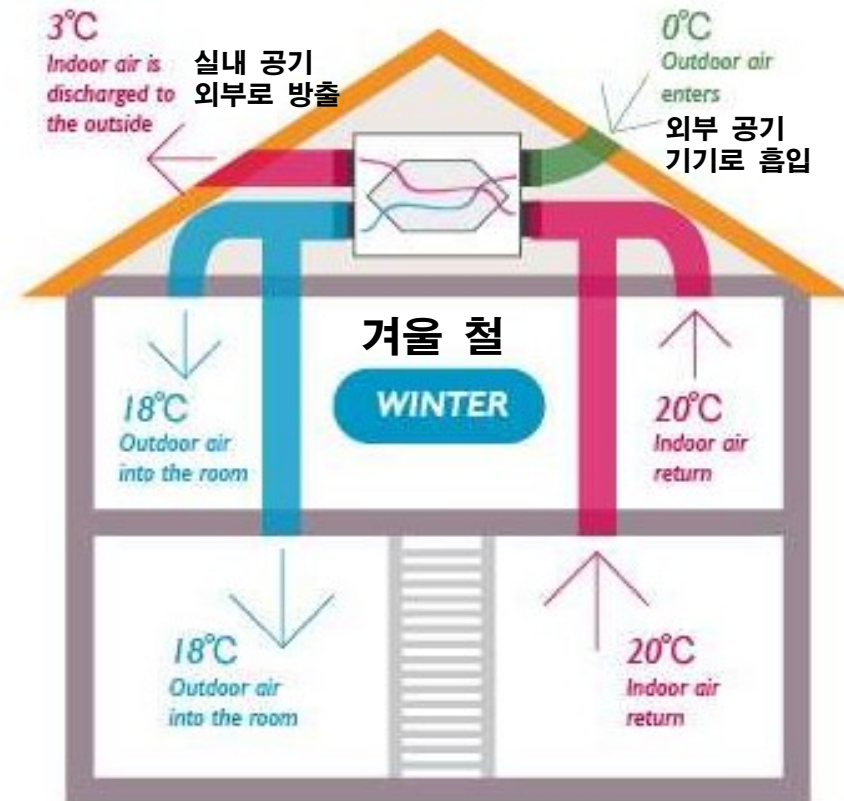 3℃
Indoor air is
discharged to
the outside
실내 공기
외부로 방출
0℃
Outdoor air
enters
외부 공기
기기로 흡입
겨울 철
WINTER
18℃
Outdoor air
into the room
20℃
Indoor air
return
18℃
Outdoor air
into the room
20℃
Indoor air
return